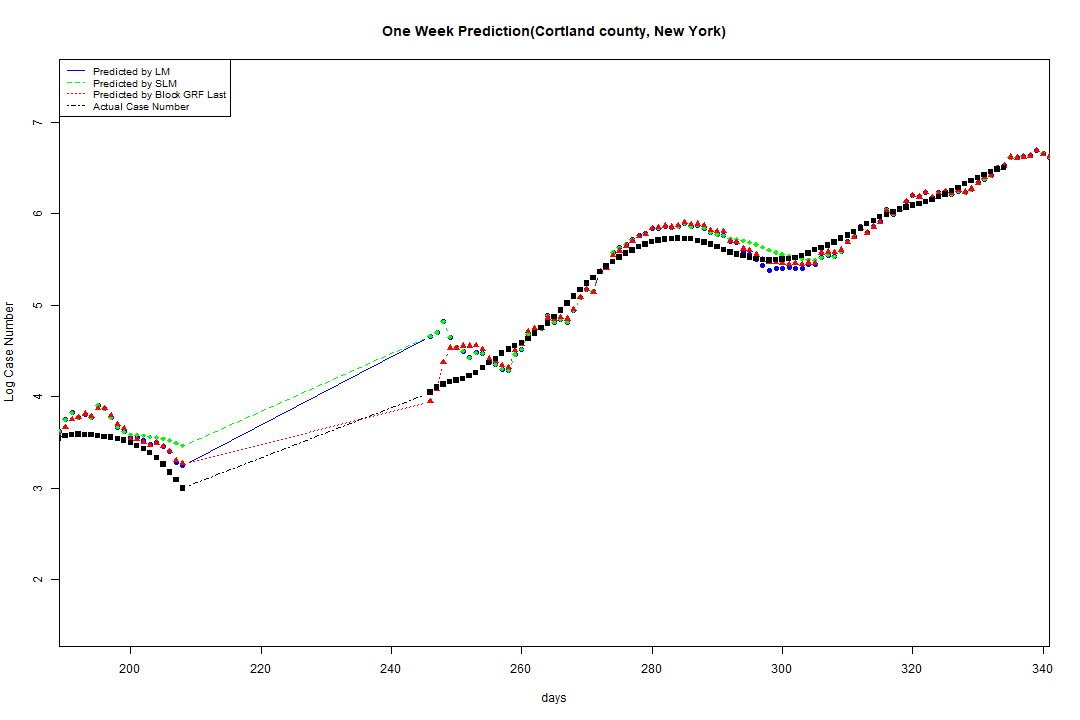 One Week Prediction(Cortland county, New York)
Predicted by LM
Predicted by SLM
Predicted by Block GRF Last
Actual Case Number
7
6
5
4
3
2
Log Case Number
200 220 240 260 280 300 320 340
days